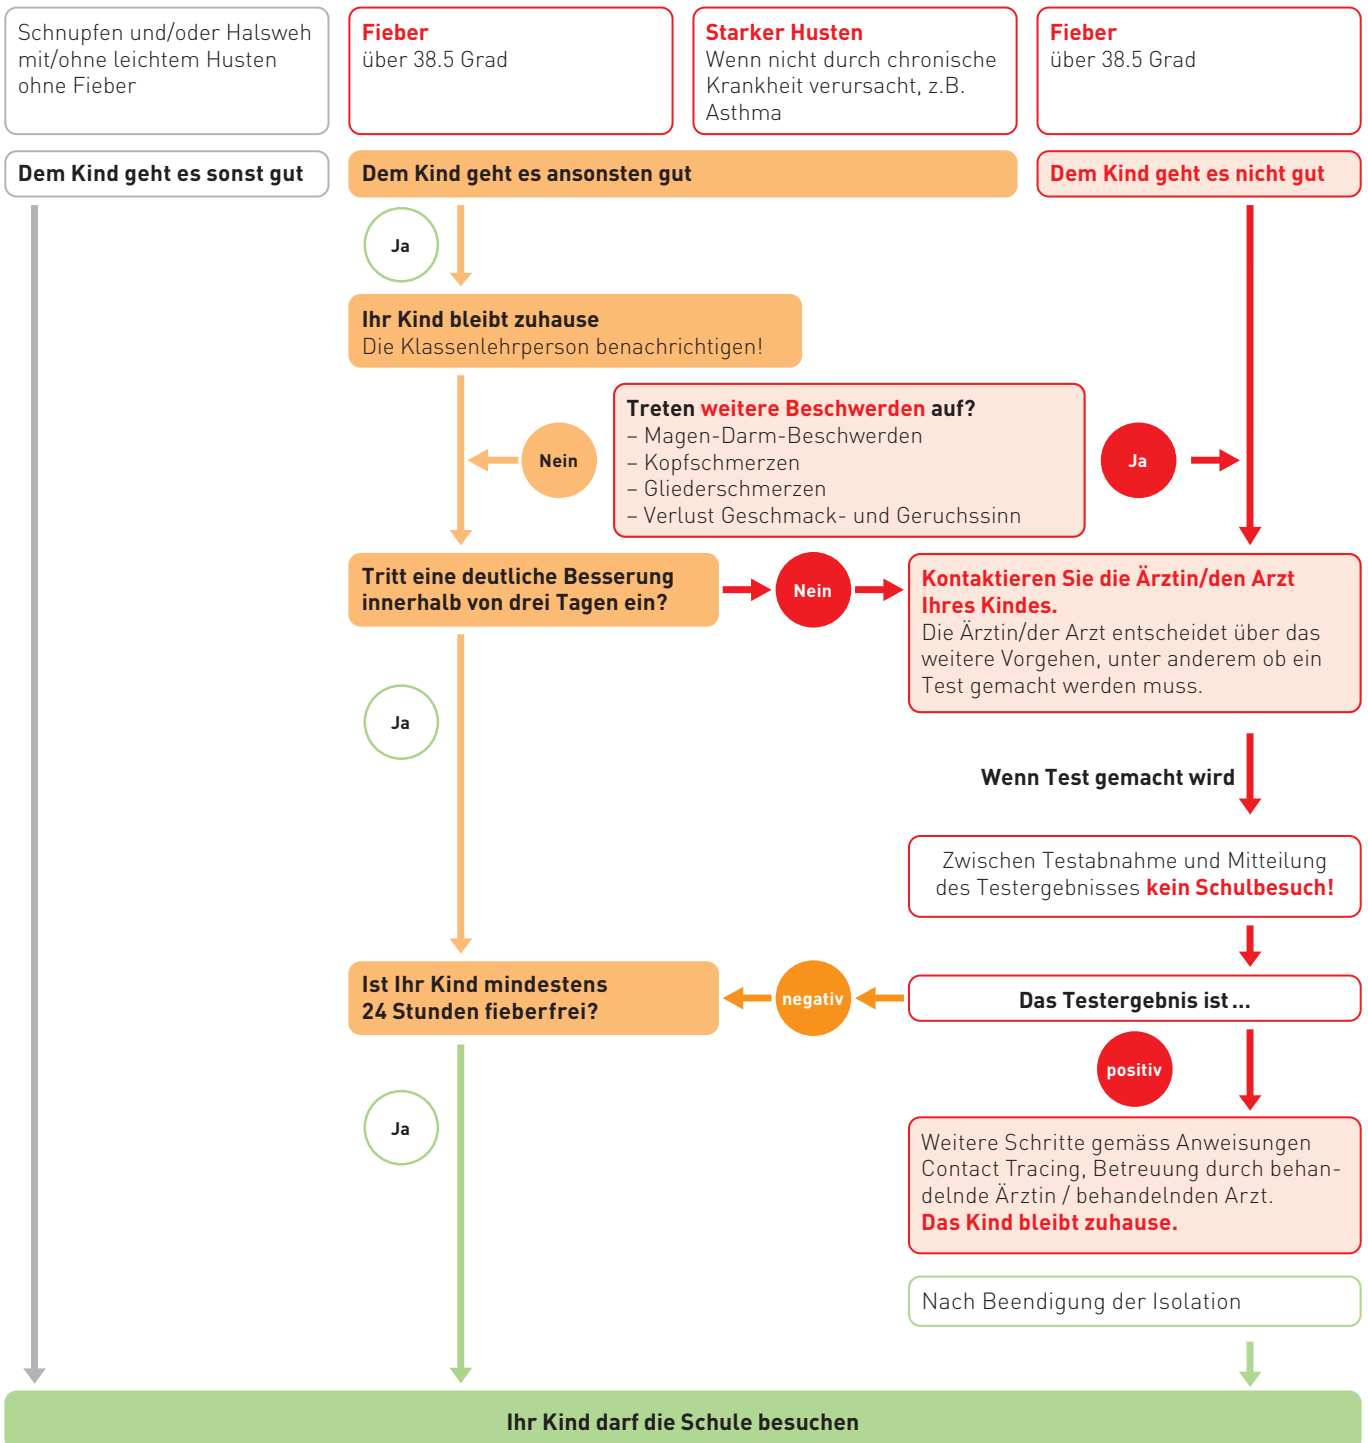 Schnupfen und/oder Halsweh
mit/ohne leichtem Husten
ohne Fieber
Fieber
über 38.5 Grad
Starker Husten
Wenn nicht durch chronische
Krankheit verursacht, z.B.
Asthma
Fieber
über 38.5 Grad
Dem Kind geht es sonst gut
Dem Kind geht es ansonsten gut
Dem Kind geht es nicht gut
Ja
Ihr Kind bleibt zuhause
Die Klassenlehrperson benachrichtigen!
Treten weitere Beschwerden auf?
– Magen-Darm-Beschwerden
– Kopfschmerzen
– Gliederschmerzen
– Verlust Geschmack- und Geruchssinn
Nein
Ja
Tritt eine deutliche Besserung
innerhalb von drei Tagen ein?
Nein
Kontaktieren Sie die Ärztin/den Arzt
Ihres Kindes.
Die Ärztin/der Arzt entscheidet über das
weitere Vorgehen, unter anderem ob ein
Test gemacht werden muss.
Ja
Wenn Test gemacht wird
Zwischen Testabnahme und Mitteilung
des Testergebnisses kein Schulbesuch!
Ist Ihr Kind mindestens
24 Stunden fieberfrei?
negativ
Das Testergebnis ist ...
positiv
Ja
Weitere Schritte gemäss Anweisungen
Contact Tracing, Betreuung durch behan-
delnde Ärztin / behandelnden Arzt.
Das Kind bleibt zuhause.
Nach Beendigung der Isolation
Ihr Kind darf die Schule besuchen